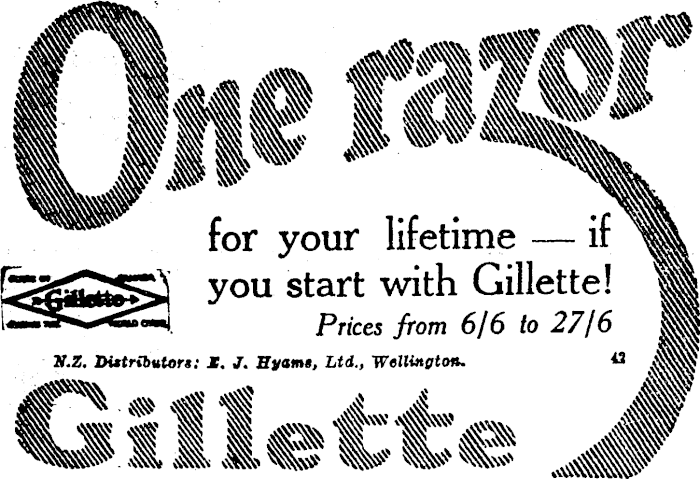 One razor
for your lifetime — if
you start with Gillette!
Gillette
Prices from 6/6 to 27/6
N.Z. Distributors: E. J. Hyams, Ltd., Wellington.
42
Gillette